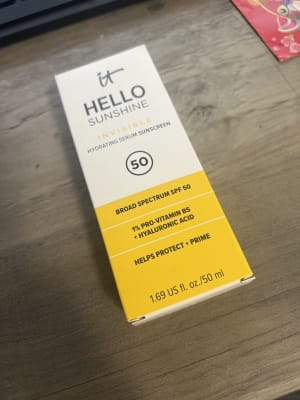 it
HELLO
SUNSHINE
INVISIBLE
HYDRATING SERUM SUNSCREEN
50
BROAD SPECTRUM SPF 50
1% PRO-VITAMIN B5
+ HYALURONIC ACID
HELPS PROTECT + PRIME
1.69 US fl. oz./50 ml